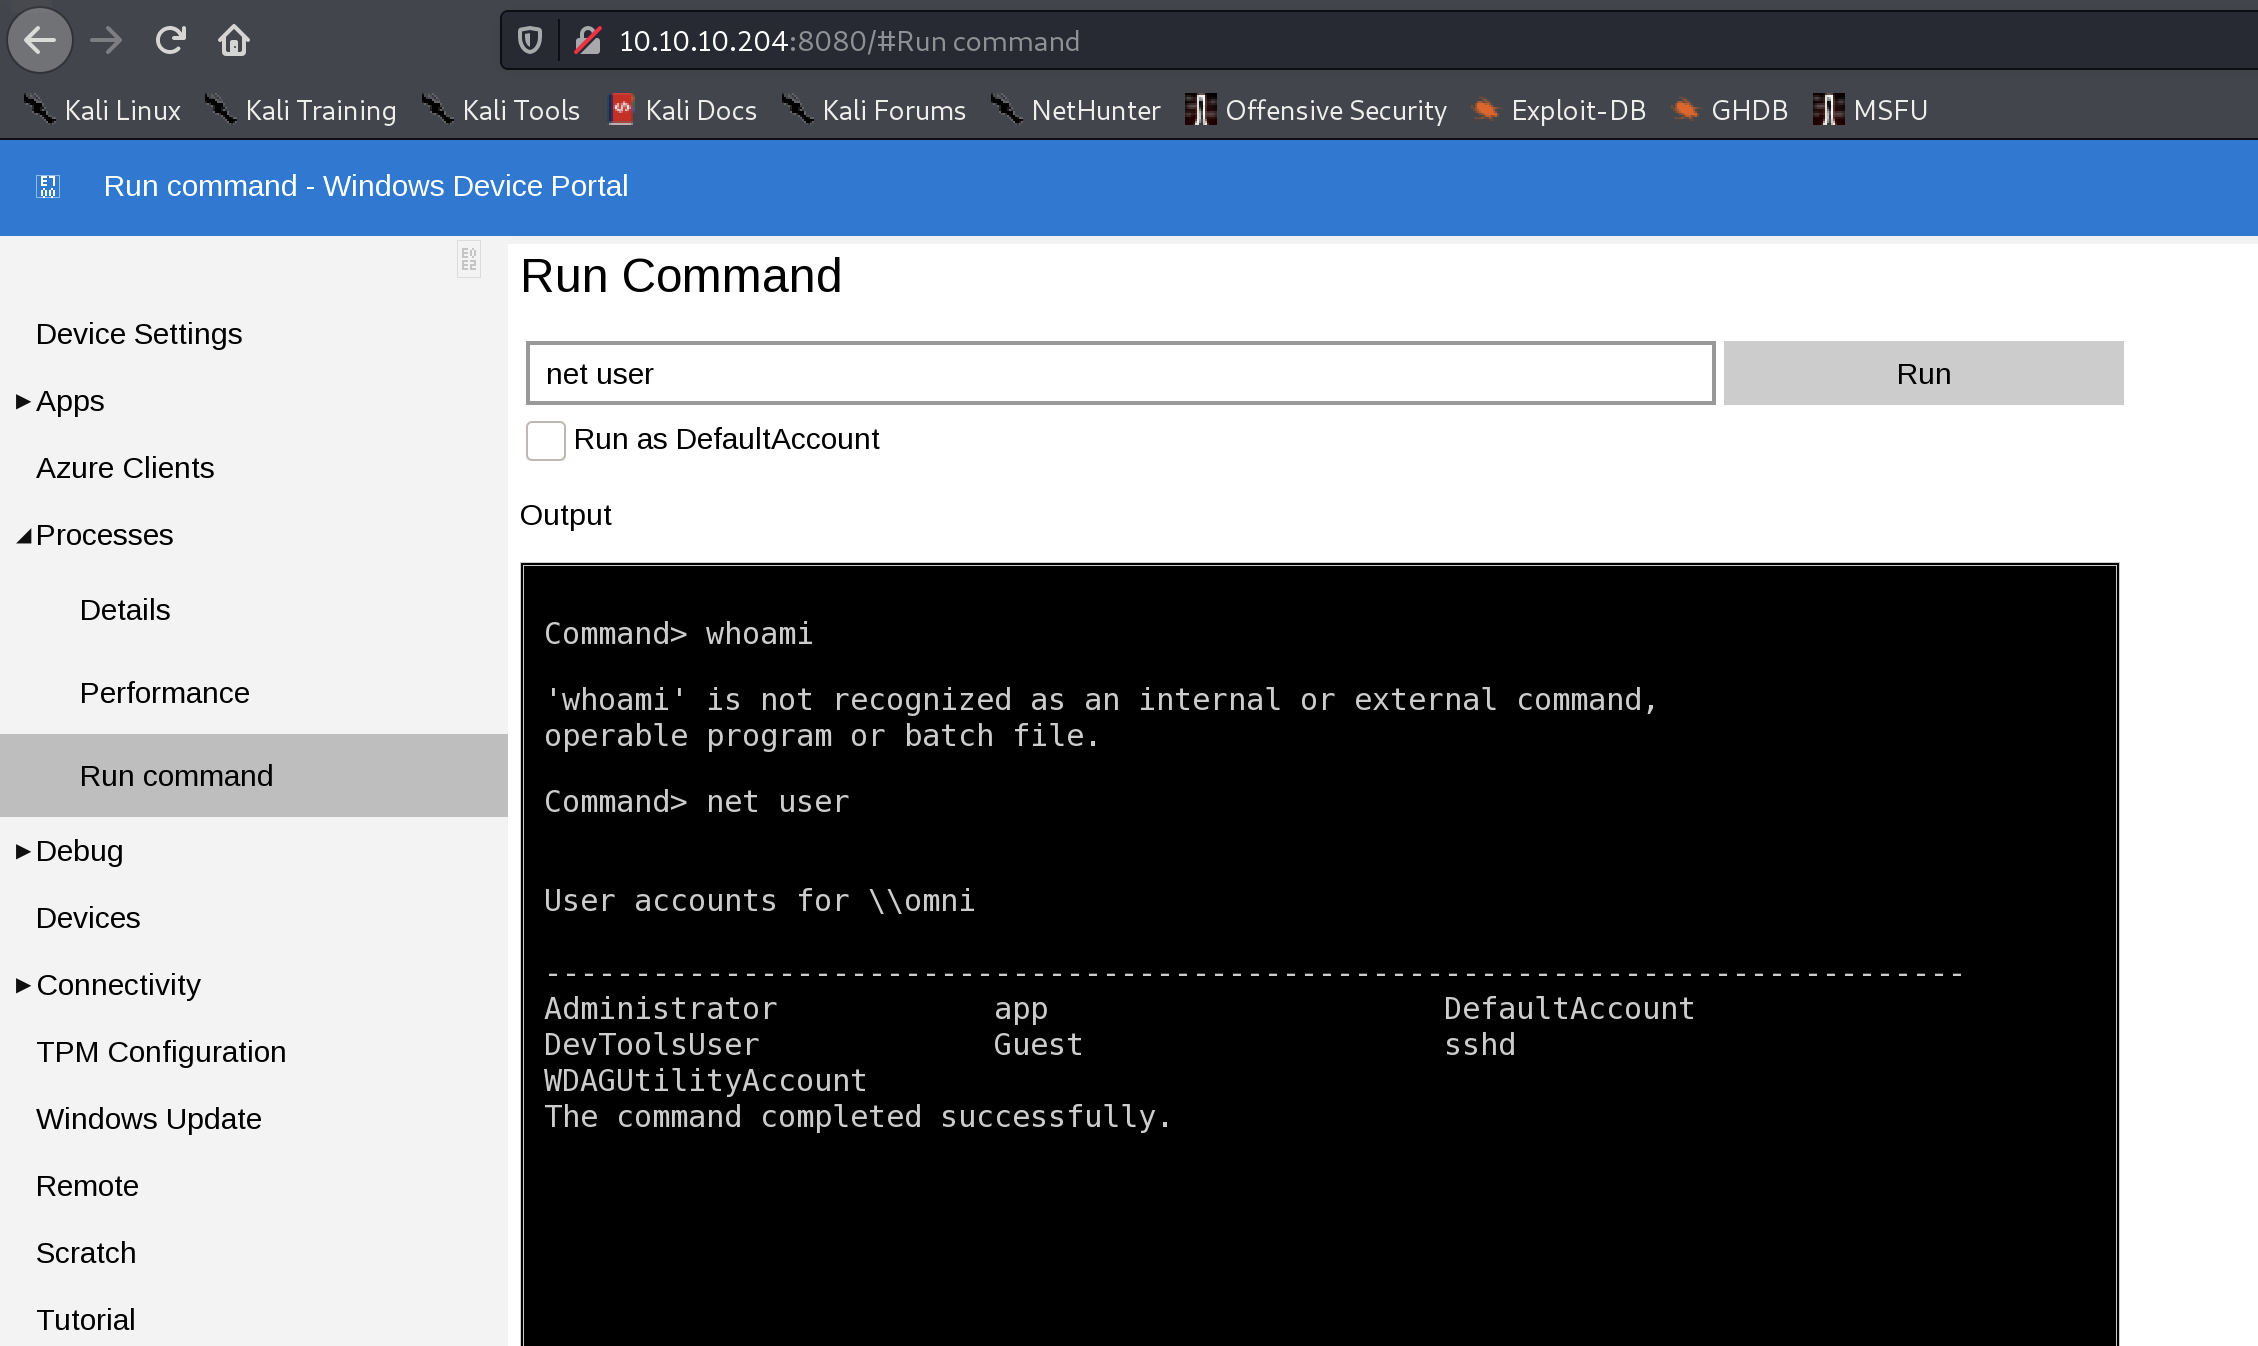 10.10.10.204:8080/#Run command
Kali Linux Kali Training Kali Tools Kali Docs Kali Forums NetHunter Offensive Security Exploit-DB GHDB MSFU
Run command - Windows Device Portal
Device Settings
Apps
Azure Clients
Processes
Details
Performance
Run command
Debug
Devices
Connectivity
TPM Configuration
Windows Update
Remote
Scratch
Tutorial
Run Command
net user
Run
Run as DefaultAccount
Output
Command> whoami
'whoami' is not recognized as an internal or external command,
operable program or batch file.
Command> net user
User accounts for \\omni
-------------------------------------------------------------------------------
Administrator            app                      DefaultAccount
DevToolsUser             Guest                    sshd
WDAGUtilityAccount
The command completed successfully.